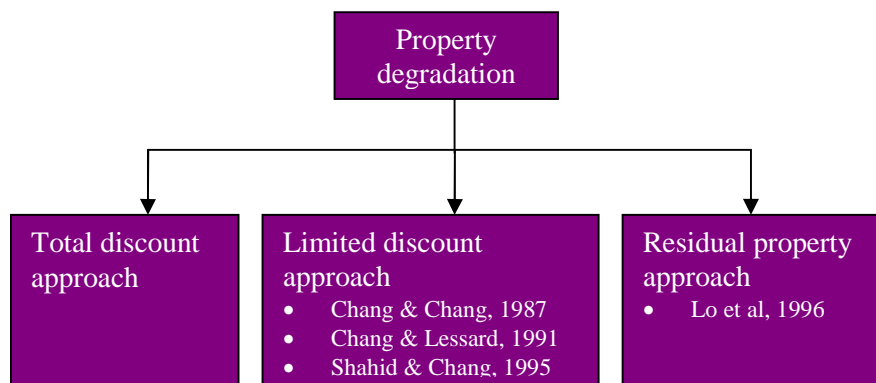 Property
degradation
Total discount
approach
Limited discount
approach
• Chang & Chang, 1987
• Chang & Lessard, 1991
• Shahid & Chang, 1995
Residual property
approach
• Lo et al, 1996